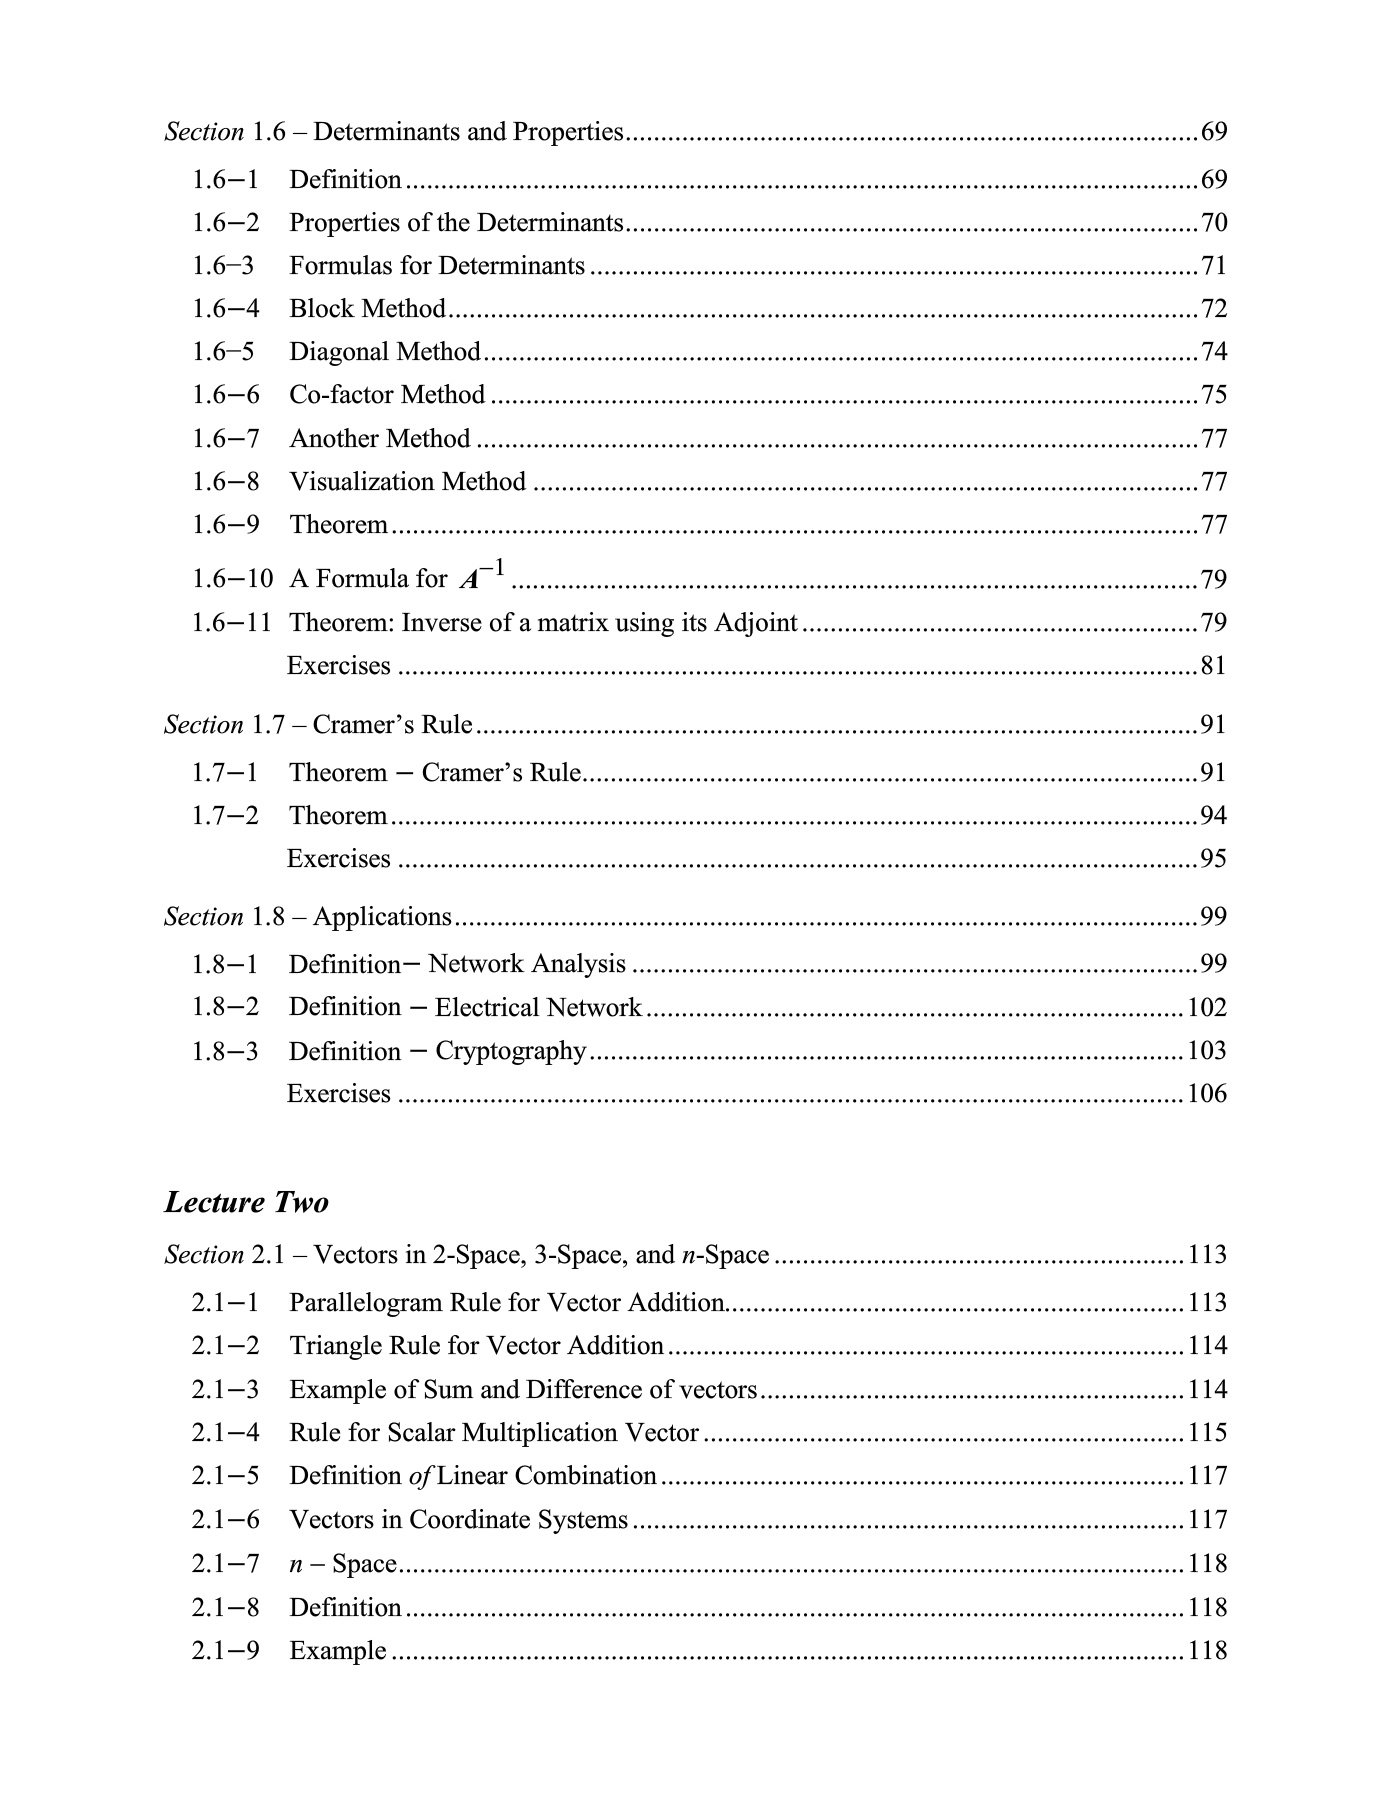 Section 1.6 – Determinants and Properties........69
1.6−1 Definition........69
1.6−2 Properties of the Determinants........70
1.6−3 Formulas for Determinants........71
1.6−4 Block Method........72
1.6−5 Diagonal Method........74
1.6−6 Co-factor Method........75
1.6−7 Another Method........77
1.6−8 Visualization Method........77
1.6−9 Theorem........77
1.6−10 A Formula for A⁻¹........79
1.6−11 Theorem: Inverse of a matrix using its Adjoint........79
Exercises........81
Section 1.7 – Cramer’s Rule........91
1.7−1 Theorem − Cramer’s Rule........91
1.7−2 Theorem........94
Exercises........95
Section 1.8 – Applications........99
1.8−1 Definition− Network Analysis........99
1.8−2 Definition − Electrical Network........102
1.8−3 Definition − Cryptography........103
Exercises........106
Lecture Two
Section 2.1 – Vectors in 2-Space, 3-Space, and n-Space........113
2.1−1 Parallelogram Rule for Vector Addition........113
2.1−2 Triangle Rule for Vector Addition........114
2.1−3 Example of Sum and Difference of vectors........114
2.1−4 Rule for Scalar Multiplication Vector........115
2.1−5 Definition of Linear Combination........117
2.1−6 Vectors in Coordinate Systems........117
2.1−7 n – Space........118
2.1−8 Definition........118
2.1−9 Example........118